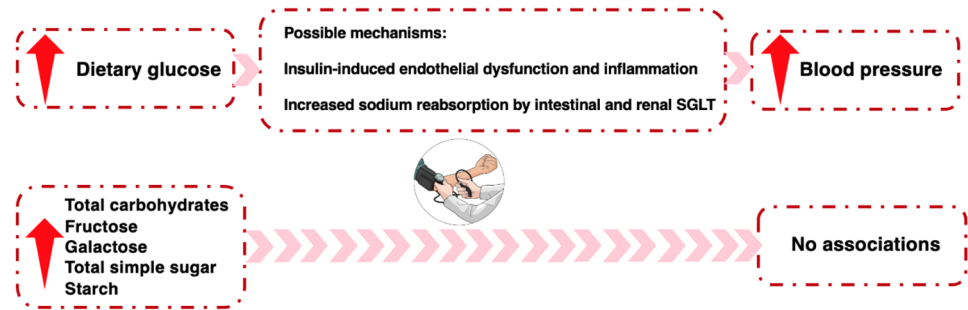 Dietary glucose
Possible mechanisms:
Insulin-induced endothelial dysfunction and inflammation
Increased sodium reabsorption by intestinal and renal SGLT
Blood pressure
Total carbohydrates
Fructose
Galactose
Total simple sugar
Starch
No associations